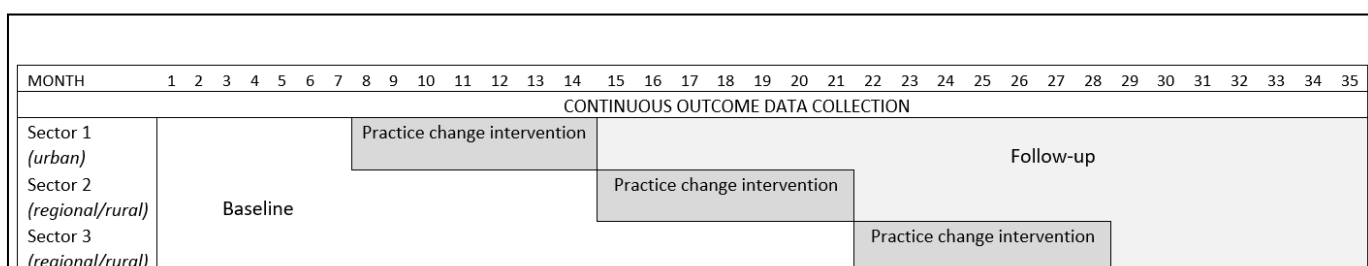 MONTH 1 2 3 4 5 6 7 8 9 10 11 12 13 14 15 16 17 18 19 20 21 22 23 24 25 26 27 28 29 30 31 32 33 34 35
CONTINUOUS OUTCOME DATA COLLECTION
Sector 1 Practice change intervention
(urban) Follow-up
Sector 2 Practice change intervention
(regional/rural) Baseline
Sector 3 Practice change intervention
(regional/rural)